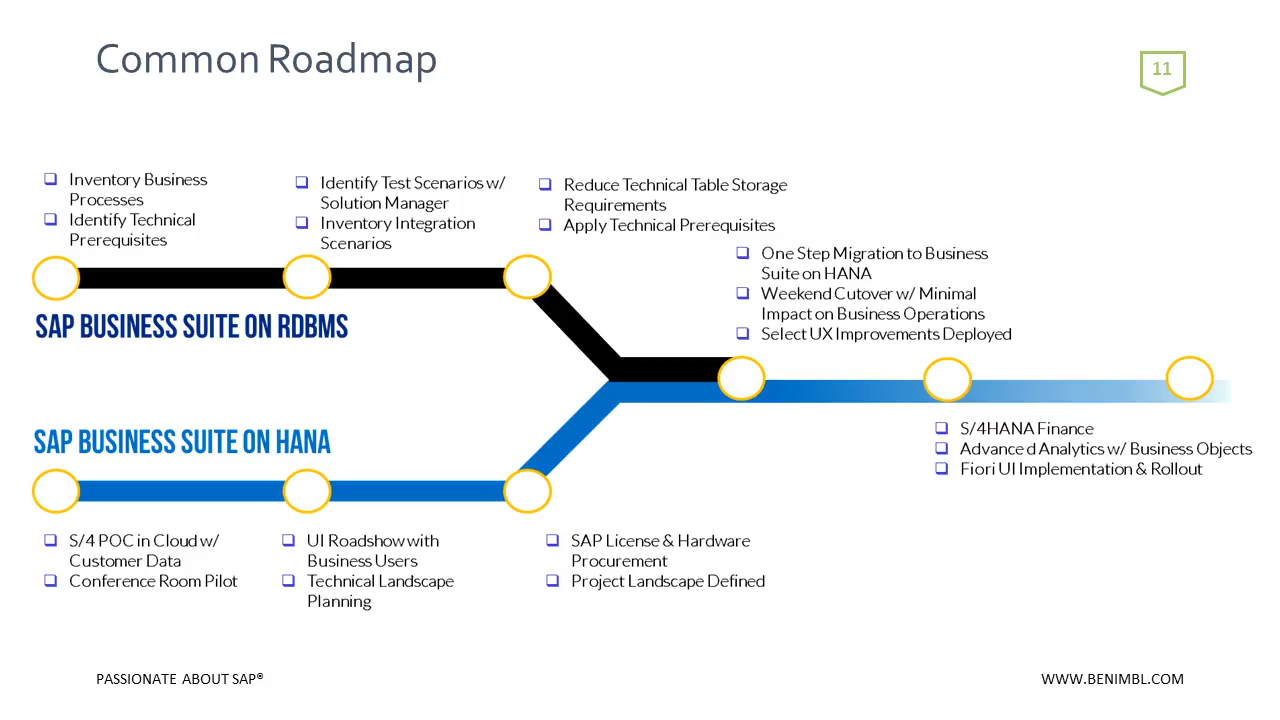 Common Roadmap
11
Inventory Business
Processes
Identify Technical
Prerequisites
Identify Test Scenarios w/
Solution Manager
Inventory Integration
Scenarios
Reduce Technical Table Storage
Requirements
Apply Technical Prerequisites
One Step Migration to Business
Suite on HANA
Weekend Cutover w/ Minimal
Impact on Business Operations
Select UX Improvements Deployed
SAP BUSINESS SUITE ON RDBMS
SAP BUSINESS SUITE ON HANA
S/4HANA Finance
Advance d Analytics w/ Business Objects
Fiori UI Implementation & Rollout
S/4 POC in Cloud w/
Customer Data
Conference Room Pilot
UI Roadshow with
Business Users
Technical Landscape
Planning
SAP License & Hardware
Procurement
Project Landscape Defined
PASSIONATE ABOUT SAP®
WWW.BENIMBL.COM